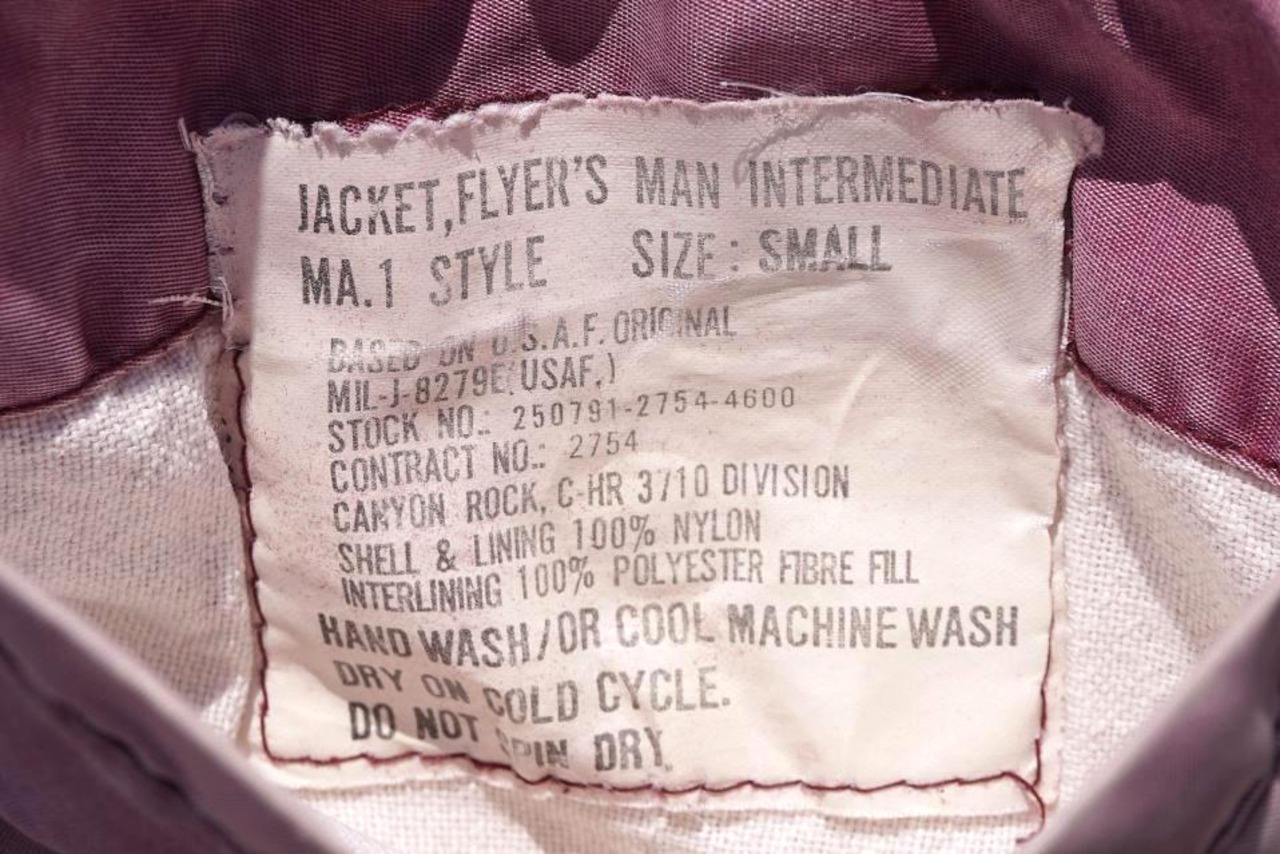 JACKET,FLYER'S MAN INTERMEDIATE
MA.1 STYLE SIZE: SMALL
BASED ON U.S.A.F. ORIGINAL
MIL-J-8279E(USAF,)
STOCK NO.: 250791-2754-4600
CONTRACT NO.: 2754
CANYON ROCK, C-HR 3710 DIVISION
SHELL & LINING 100% NYLON
INTERLINING 100% POLYESTER FIBRE FILL
HAND WASH/OR COOL MACHINE WASH
DRY ON COLD CYCLE.
DO NOT SPIN DRY.